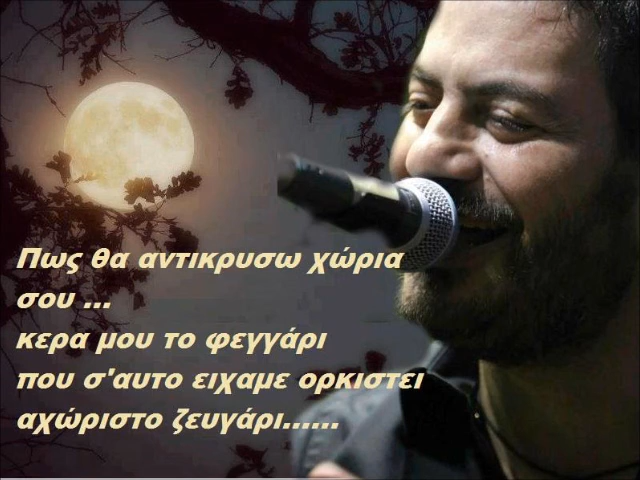 Πως θα αντικρυσω χώρια
σου ...
κερα μου το φεγγάρι
που σ'αυτο ειχαμε ορκιστει
αχώριστο ζευγάρι......